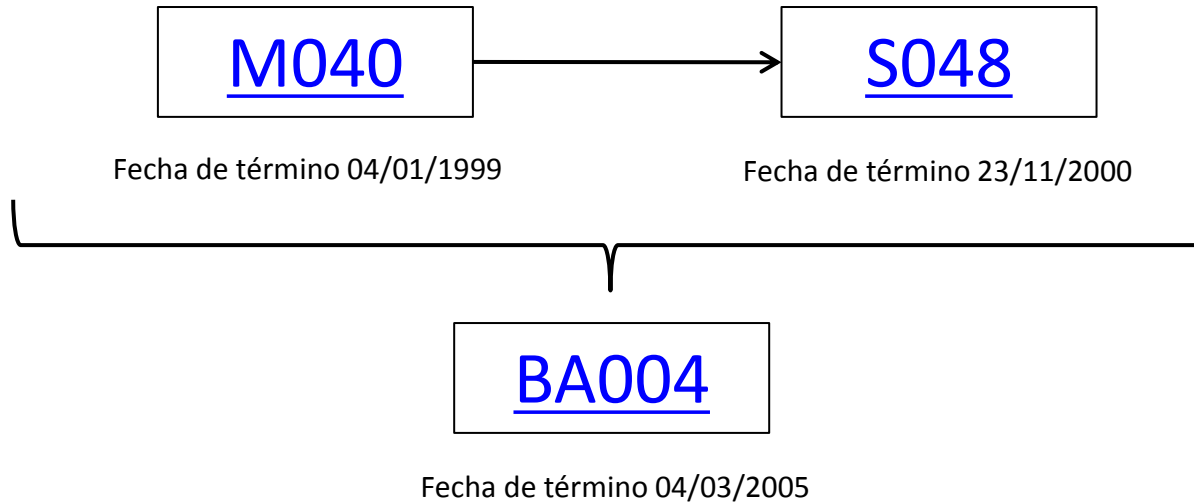 M040
S048
Fecha de término 04/01/1999
Fecha de término 23/11/2000
BA004
Fecha de término 04/03/2005